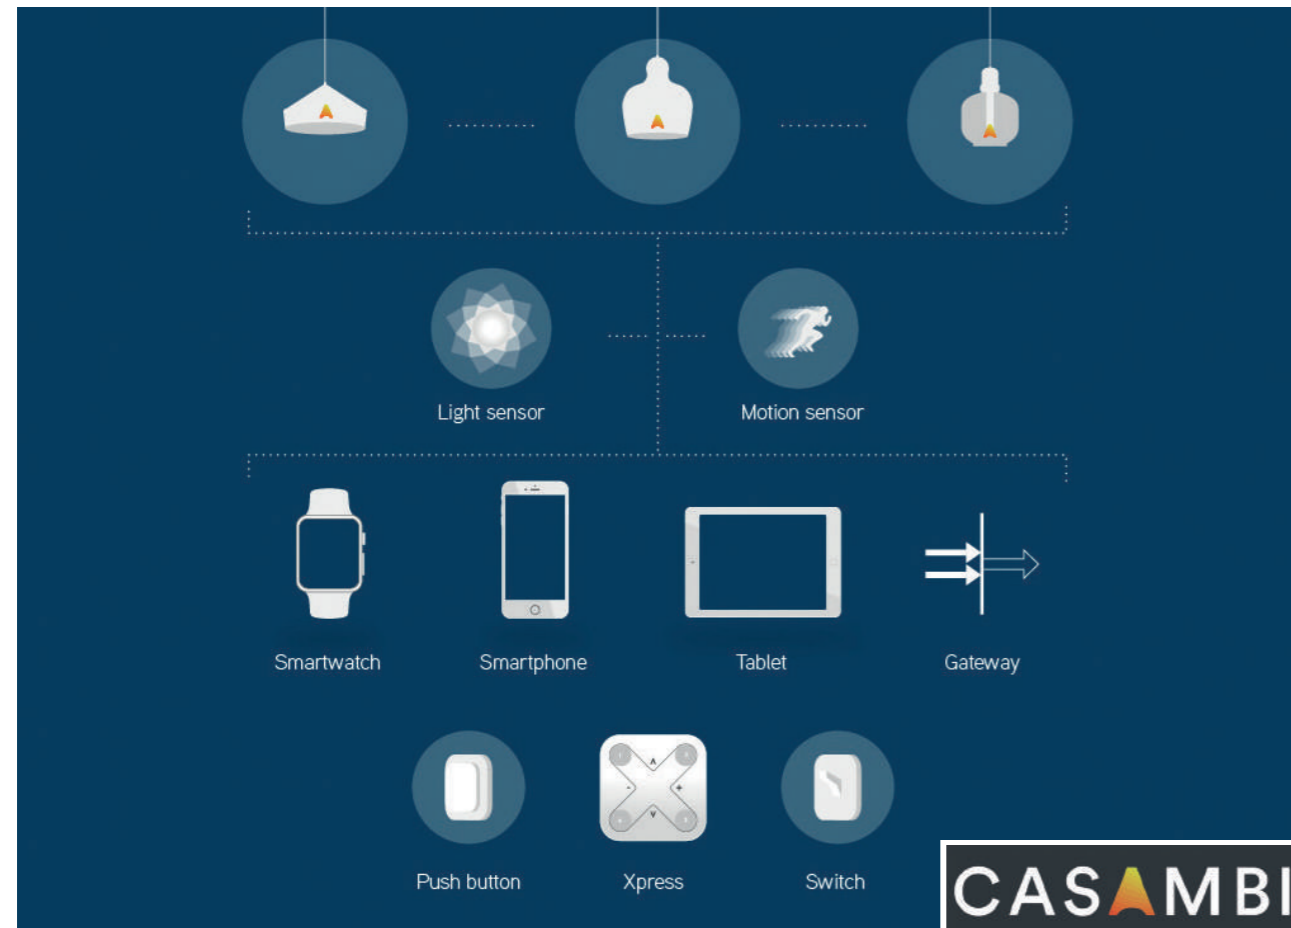 Light sensor Motion sensor
Smartwatch Smartphone Tablet Gateway
Push button Xpress Switch
CASAMBI